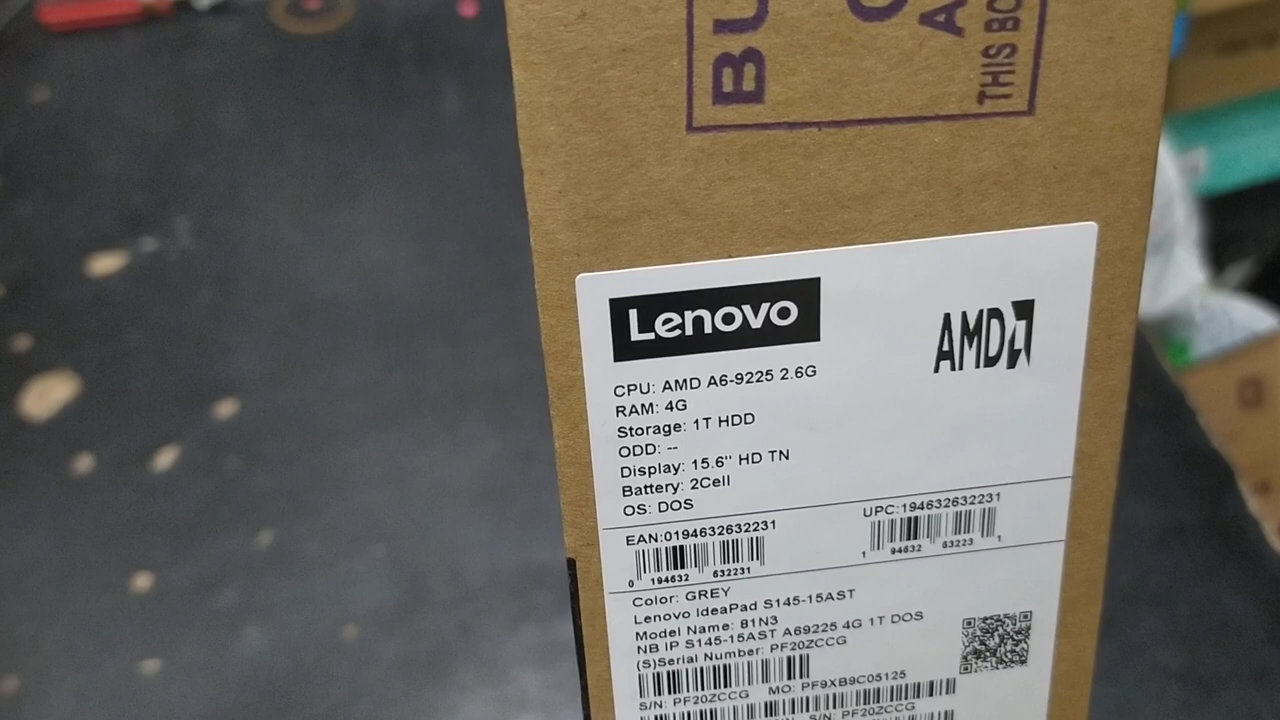 BU
THIS BO
Lenovo
AMD
CPU: AMD A6-9225 2.6G
RAM: 4G
Storage: 1T HDD
ODD: --
Display: 15.6'' HD TN
Battery: 2Cell
OS: DOS
EAN:0194632632231
UPC:194632632231
0 194632 632231
1 94632 63223 1
Color: GREY
Lenovo IdeaPad S145-15AST
Model Name: 81N3
NB IP S145-15AST A69225 4G 1T DOS
(S)Serial Number: PF20ZCCG
S/N: PF20ZCCG MO: PF9XB9C05125
S/N: PF20ZCCG